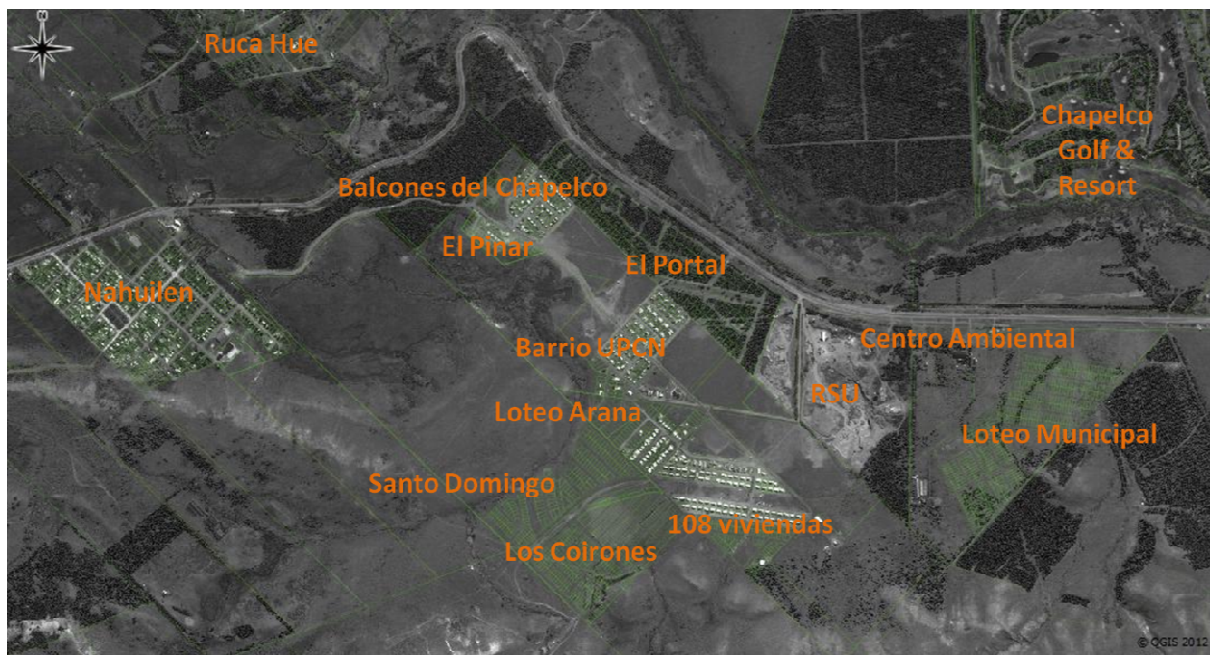 Ruca Hue
Chapelco
Golf &
Resort
Balcones del Chapelco
El Pinar
El Portal
Nahuilen
Centro Ambiental
Barrio UPCN
RSU
Loteo Arana
Loteo Municipal
Santo Domingo
108 viviendas
Los Coirones
© QGIS 2012